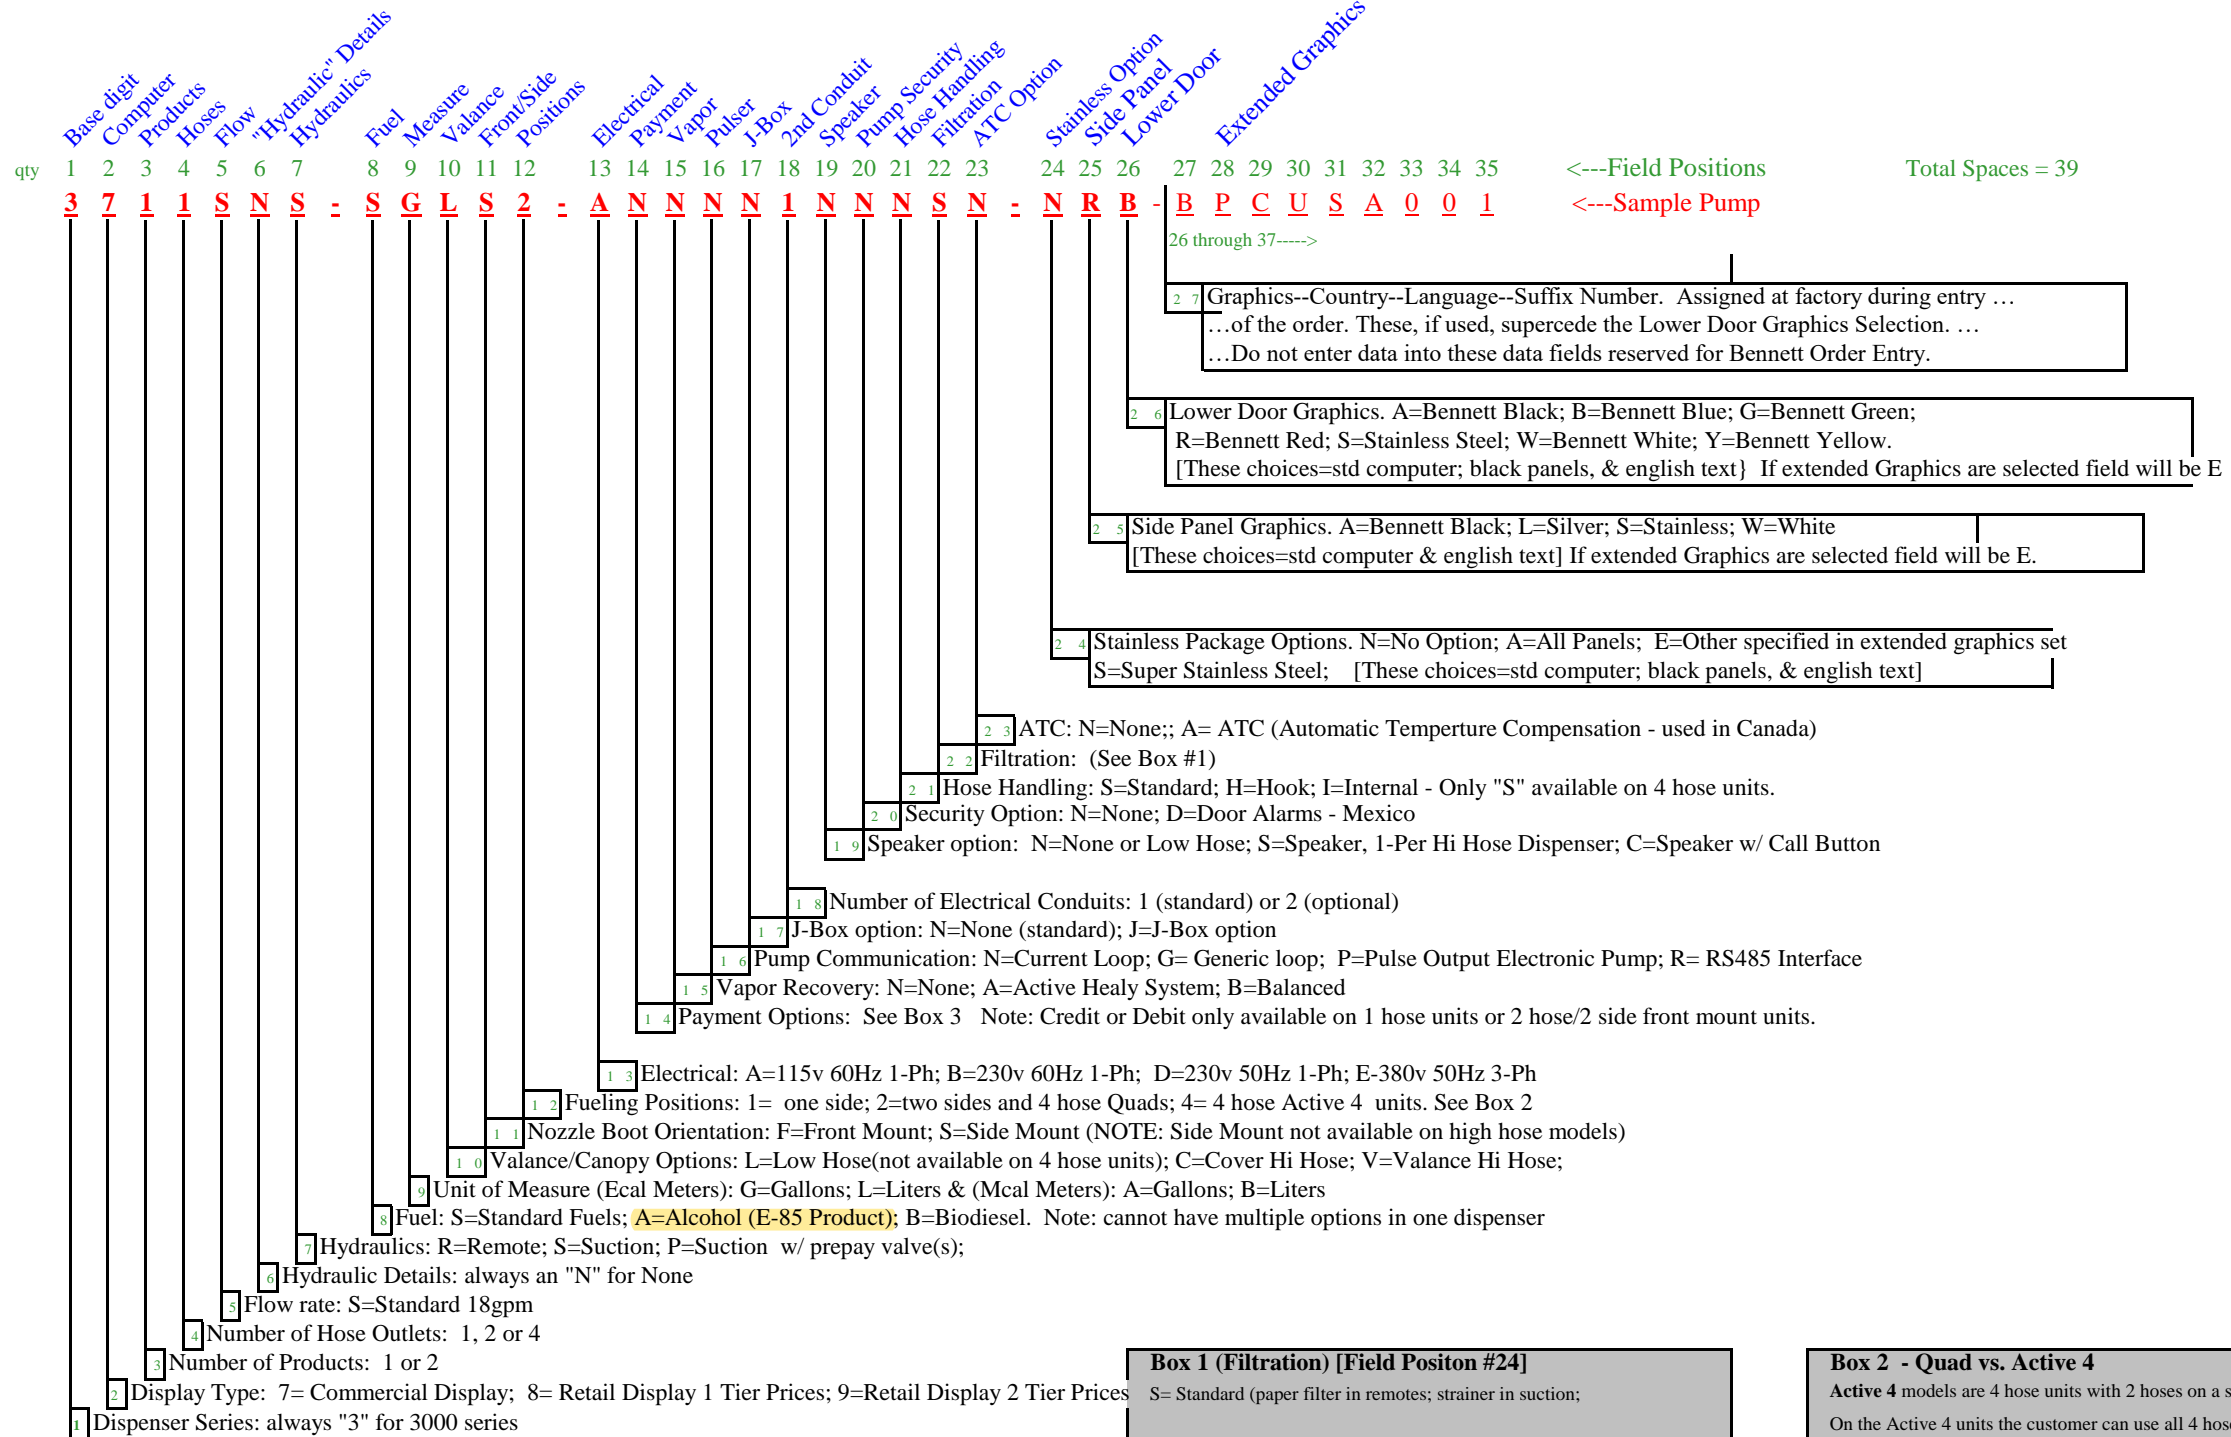 Base digit
Computer
Products
Hoses
Flow
"Hydraulic" Details
Hydraulics
Fuel
Measure
Valance
Front/Side
Positions
Electrical
Payment
Vapor
Pulser
J-Box
2nd Conduit
Speaker
Pump Security
Hose Handling
Filtration
ATC Option
Stainless Option
Side Panel
Lower Door
Extended Graphics
qty 1 2 3 4 5 6 7 8 9 10 11 12 13 14 15 16 17 18 19 20 21 22 23 24 25 26 27 28 29 30 31 32 33 34 35 <---Field Positions Total Spaces = 39
3 7 1 1 S N S - S G L S 2 - A N N N N 1 N N N S N - N R B - B P C U S A 0 0 1 <---Sample Pump
26 through 37----->
2 7 Graphics--Country--Language--Suffix Number. Assigned at factory during entry …
…of the order. These, if used, supercede the Lower Door Graphics Selection. …
…Do not enter data into these data fields reserved for Bennett Order Entry.
2 6 Lower Door Graphics. A=Bennett Black; B=Bennett Blue; G=Bennett Green;
R=Bennett Red; S=Stainless Steel; W=Bennett White; Y=Bennett Yellow.
[These choices=std computer; black panels, & english text} If extended Graphics are selected field will be E
2 5 Side Panel Graphics. A=Bennett Black; L=Silver; S=Stainless; W=White
[These choices=std computer & english text] If extended Graphics are selected field will be E.
2 4 Stainless Package Options. N=No Option; A=All Panels; E=Other specified in extended graphics set
S=Super Stainless Steel; [These choices=std computer; black panels, & english text]
2 3 ATC: N=None;; A= ATC (Automatic Temperture Compensation - used in Canada)
2 2 Filtration: (See Box #1)
2 1 Hose Handling: S=Standard; H=Hook; I=Internal - Only "S" available on 4 hose units.
2 0 Security Option: N=None; D=Door Alarms - Mexico
1 9 Speaker option: N=None or Low Hose; S=Speaker, 1-Per Hi Hose Dispenser; C=Speaker w/ Call Button
1 8 Number of Electrical Conduits: 1 (standard) or 2 (optional)
1 7 J-Box option: N=None (standard); J=J-Box option
1 6 Pump Communication: N=Current Loop; G= Generic loop; P=Pulse Output Electronic Pump; R= RS485 Interface
1 5 Vapor Recovery: N=None; A=Active Healy System; B=Balanced
1 4 Payment Options: See Box 3 Note: Credit or Debit only available on 1 hose units or 2 hose/2 side front mount units.
1 3 Electrical: A=115v 60Hz 1-Ph; B=230v 60Hz 1-Ph; D=230v 50Hz 1-Ph; E-380v 50Hz 3-Ph
1 2 Fueling Positions: 1= one side; 2=two sides and 4 hose Quads; 4= 4 hose Active 4 units. See Box 2
1 1 Nozzle Boot Orientation: F=Front Mount; S=Side Mount (NOTE: Side Mount not available on high hose models)
1 0 Valance/Canopy Options: L=Low Hose(not available on 4 hose units); C=Cover Hi Hose; V=Valance Hi Hose;
9 Unit of Measure (Ecal Meters): G=Gallons; L=Liters & (Mcal Meters): A=Gallons; B=Liters
8 Fuel: S=Standard Fuels; A=Alcohol (E-85 Product); B=Biodiesel. Note: cannot have multiple options in one dispenser
7 Hydraulics: R=Remote; S=Suction; P=Suction w/ prepay valve(s);
6 Hydraulic Details: always an "N" for None
5 Flow rate: S=Standard 18gpm
4 Number of Hose Outlets: 1, 2 or 4
3 Number of Products: 1 or 2
2 Display Type: 7= Commercial Display; 8= Retail Display 1 Tier Prices; 9=Retail Display 2 Tier Prices
1 Dispenser Series: always "3" for 3000 series
Box 1 (Filtration) [Field Positon #24]
S= Standard (paper filter in remotes; strainer in suction;
Box 2 - Quad vs. Active 4
Active 4 models are 4 hose units with 2 hoses on a s
On the Active 4 units the customer can use all 4 hose